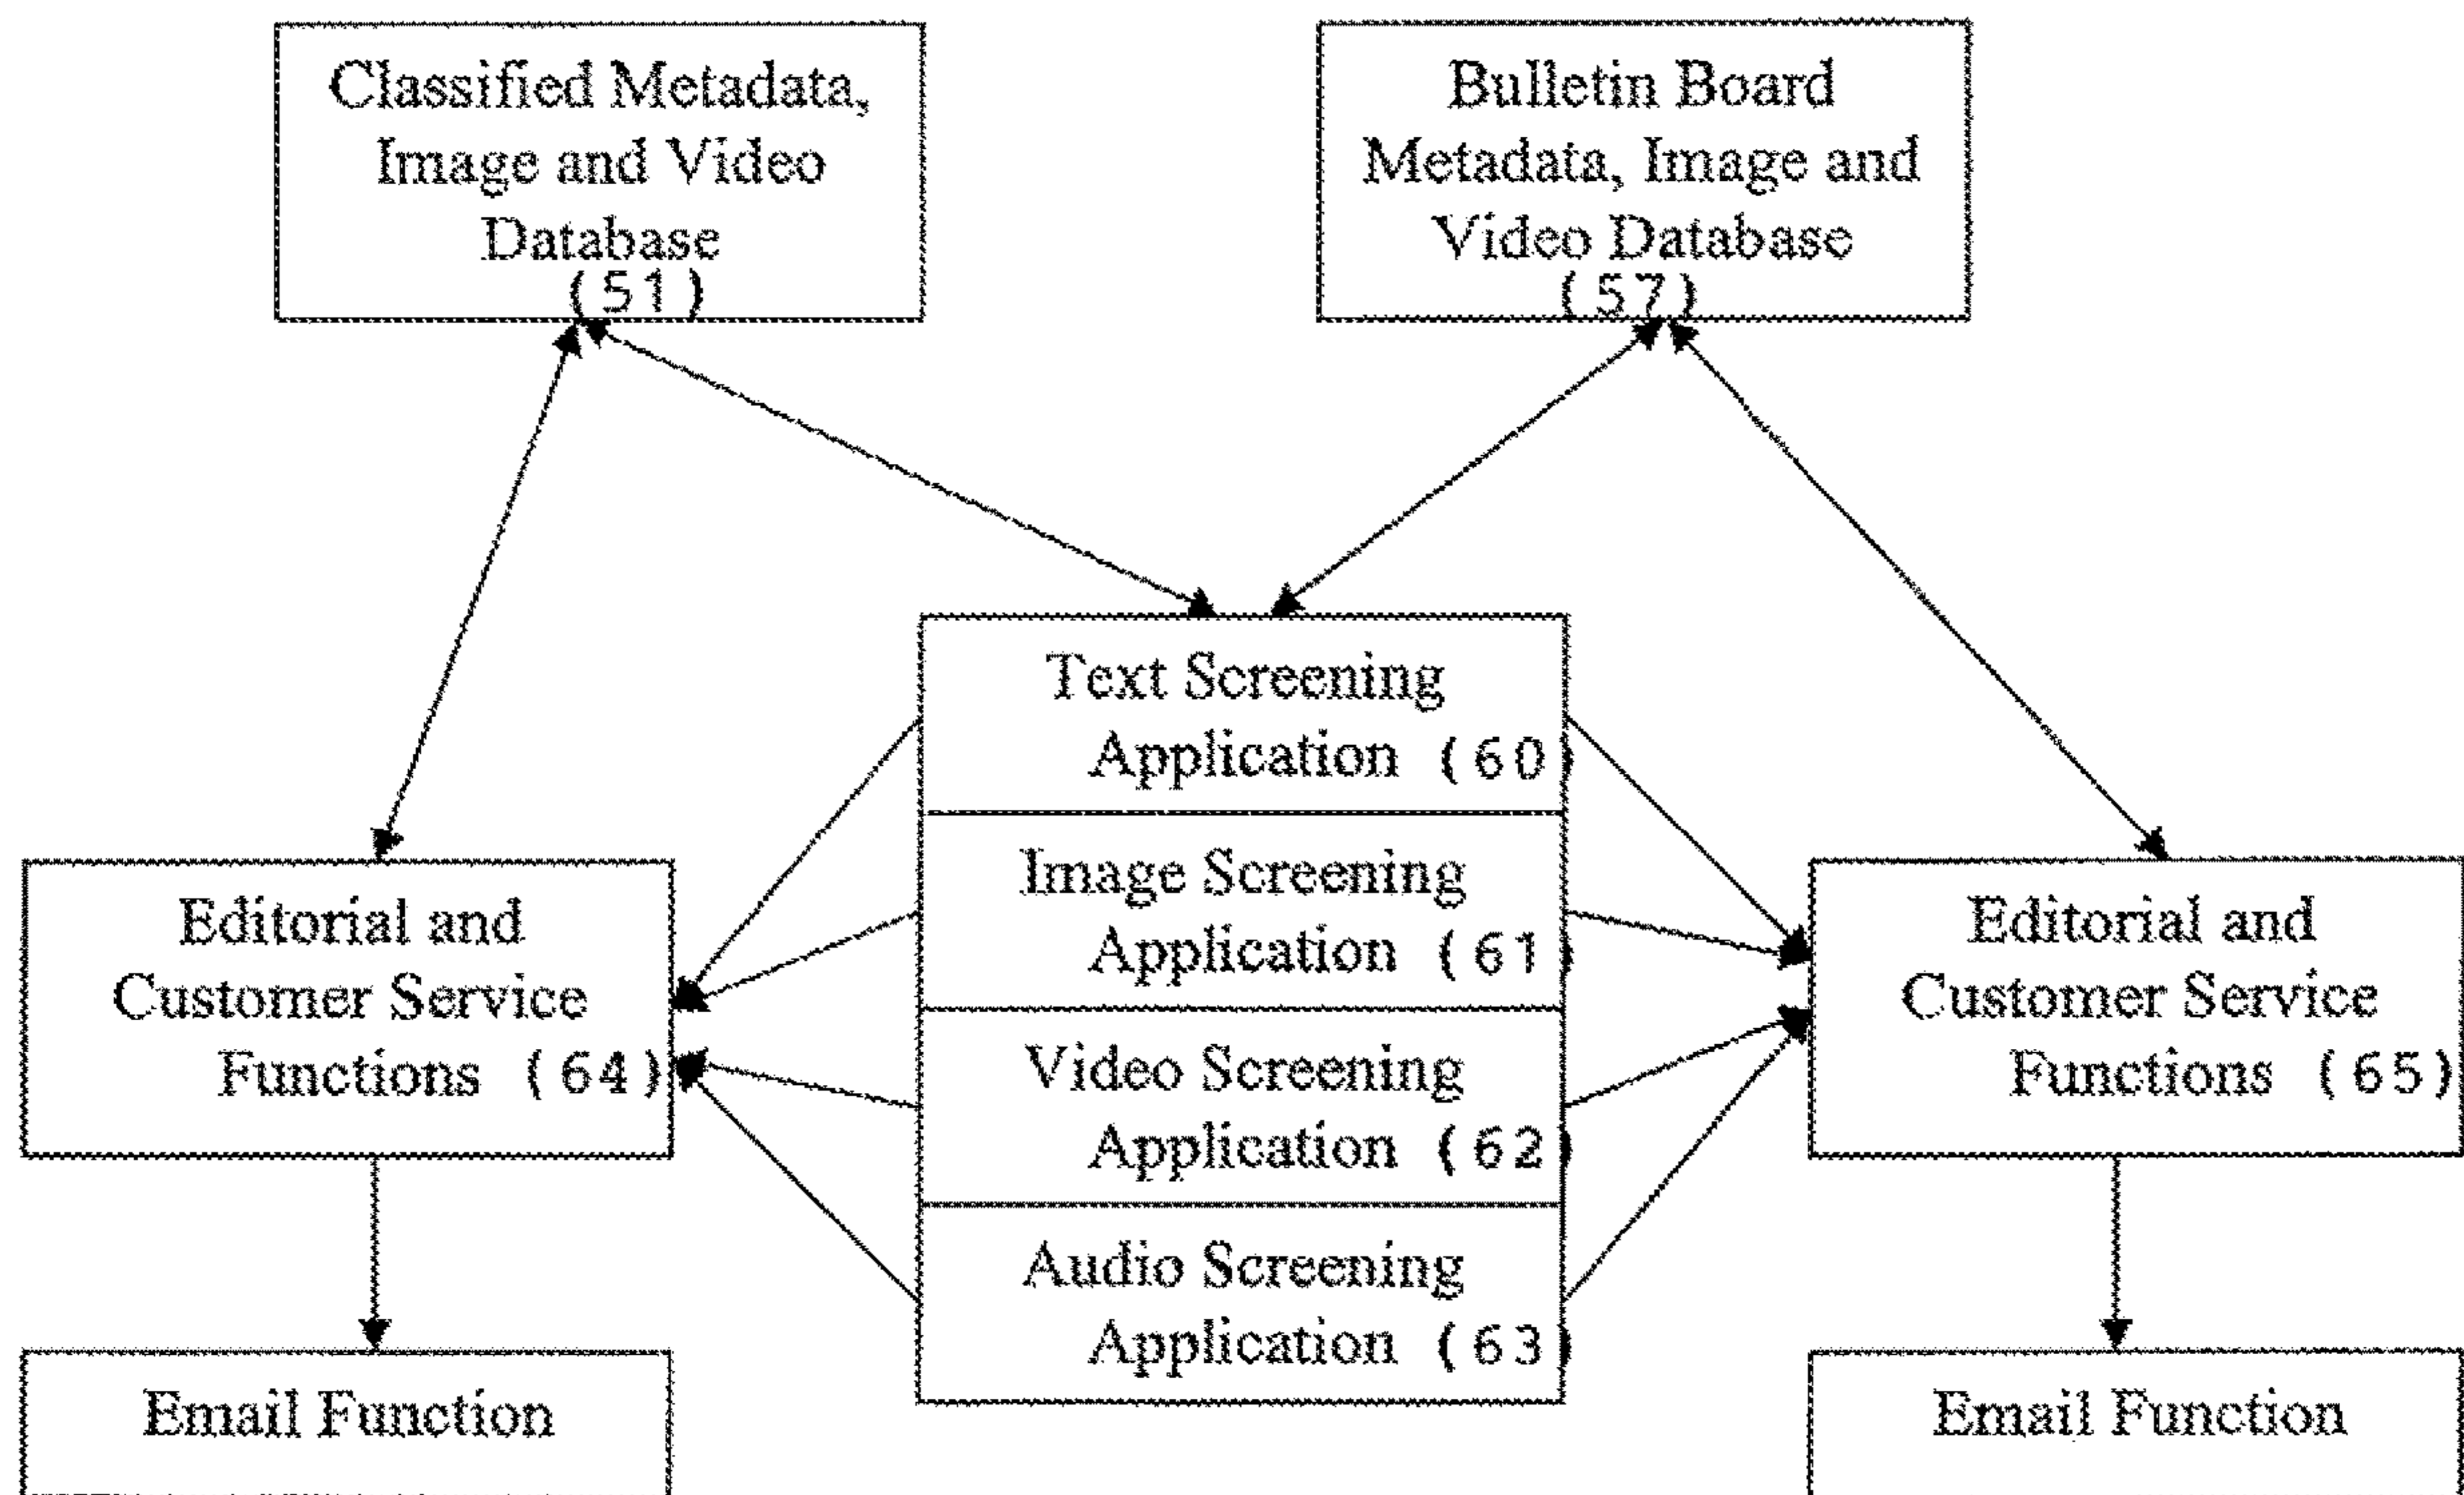 Classified Metadata,
Image and Video
Database
(51)
Bulletin Board
Metadata, Image and
Video Database
(57)
Text Screening
Application (60)
Image Screening
Application (61)
Video Screening
Application (62)
Audio Screening
Application (63)
Editorial and
Customer Service
Functions (64)
Editorial and
Customer Service
Functions (65)
Email Function
Email Function